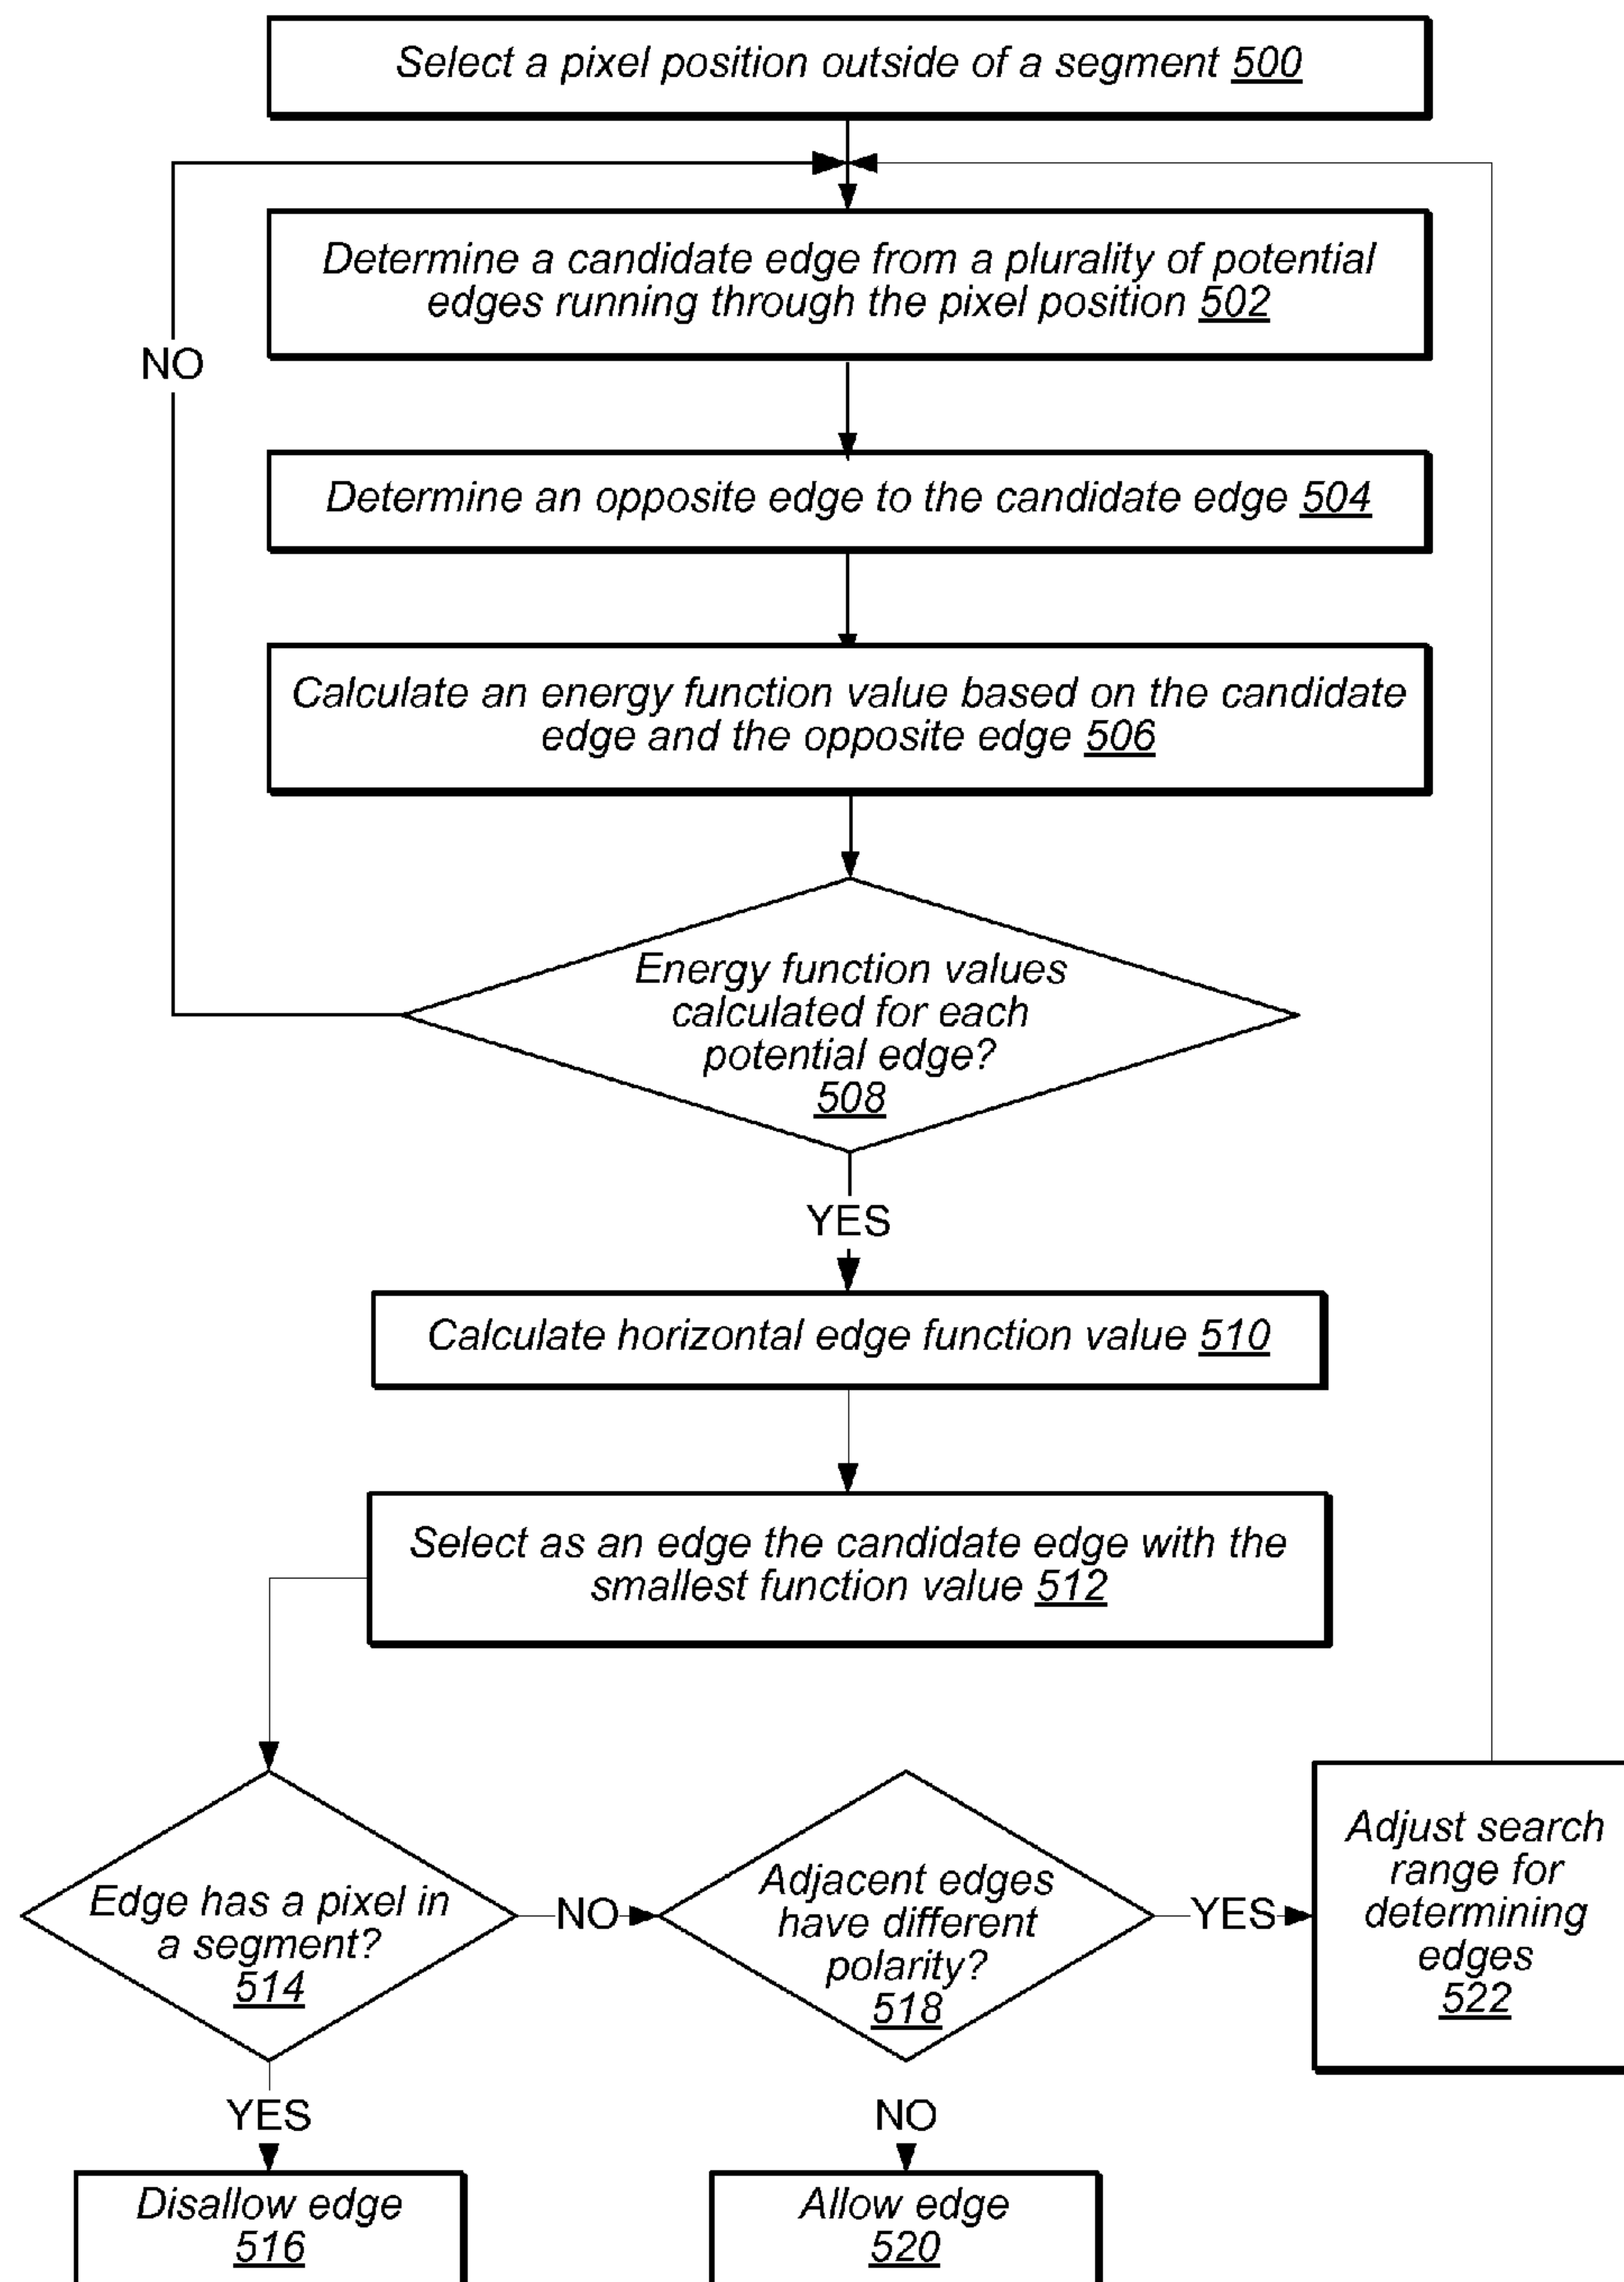 Select a pixel position outside of a segment 500
Determine a candidate edge from a plurality of potential
edges running through the pixel position 502
NO
Determine an opposite edge to the candidate edge 504
Calculate an energy function value based on the candidate
edge and the opposite edge 506
Energy function values
calculated for each
potential edge?
508
YES
Calculate horizontal edge function value 510
Select as an edge the candidate edge with the
smallest function value 512
Edge has a pixel in
a segment?
514
NO
Adjacent edges
have different
polarity?
518
YES
Adjust search
range for
determining
edges
522
YES
NO
Disallow edge
516
Allow edge
520